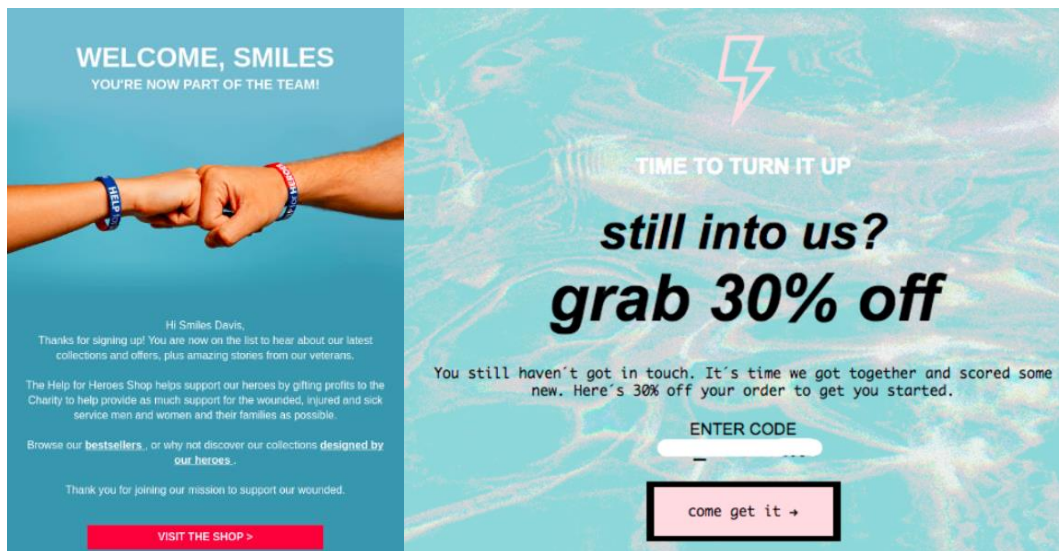 WELCOME, SMILES
YOU'RE NOW PART OF THE TEAM!
HELP
HEROES
Hi Smiles Davis,
Thanks for signing up! You are now on the list to hear about our latest
collections and offers, plus amazing stories from our veterans.
The Help for Heroes Shop helps support our heroes by gifting profits to the
Charity to help provide as much support for the wounded, injured and sick
service men and women and their families as possible.
Browse our bestsellers , or why not discover our collections designed by
our heroes .
Thank you for joining our mission to support our wounded.
VISIT THE SHOP >
TIME TO TURN IT UP
still into us?
grab 30% off
You still haven´t got in touch. It´s time we got together and scored some
new. Here´s 30% off your order to get you started.
ENTER CODE
come get it →